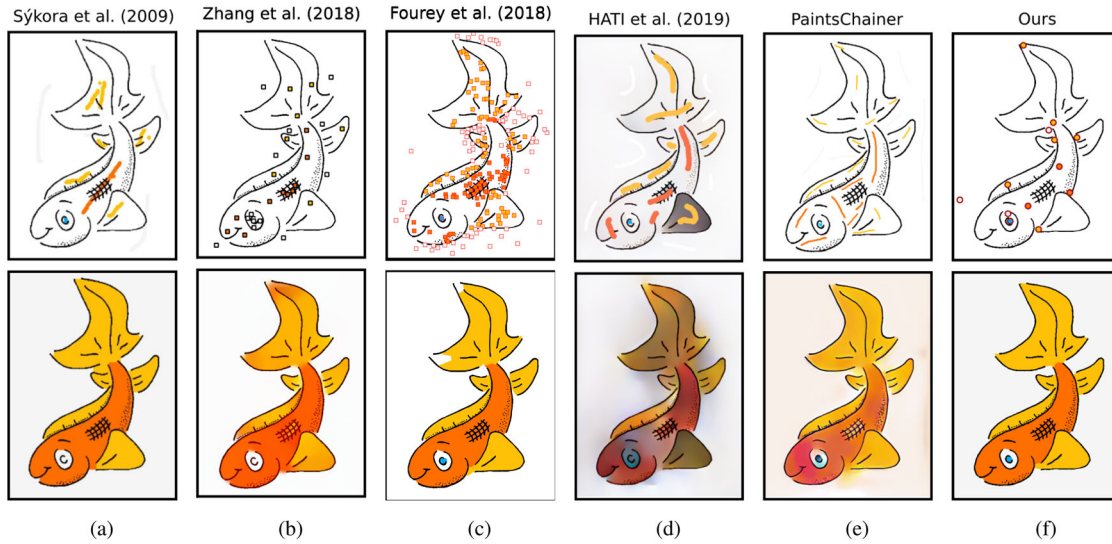 Sýkora et al. (2009) Zhang et al. (2018) Fourey et al. (2018) HATI et al. (2019) PaintsChainer Ours
(a) (b) (c) (d) (e) (f)